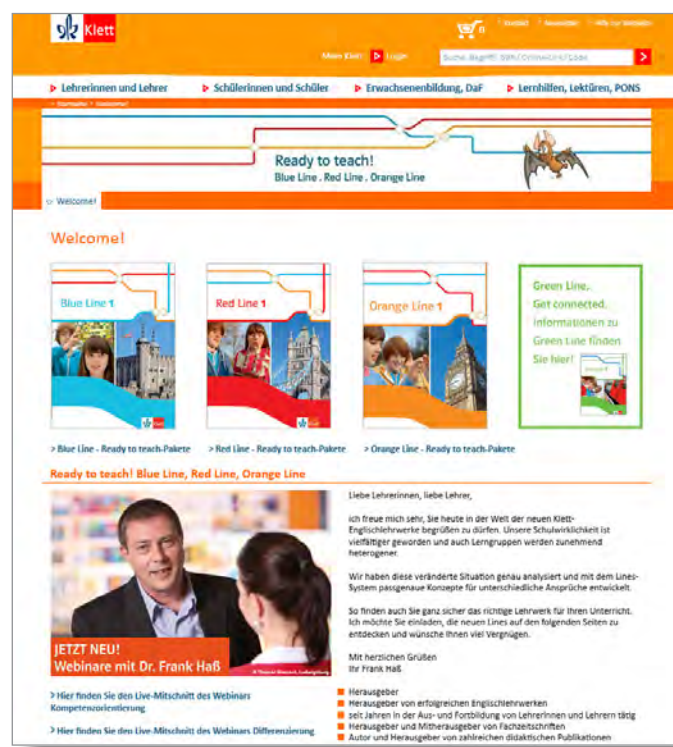 Klett
0
Kontakt
Newsletter
Hilfe zur Webseite
Mein Klett
Login
Suche: Begriff, ISBN, Online-Link/Code
Lehrerinnen und Lehrer
Schülerinnen und Schüler
Erwachsenenbildung, DaF
Lernhilfen, Lektüren, PONS
> Startseite > Welcome!
Ready to teach!
Blue Line . Red Line . Orange Line
Welcome!
Welcome!
Blue Line 1
Red Line 1
Orange Line 1
Green Line.
Get connected.
Informationen zu
Green Line finden
Sie hier!
Klett
Klett
> Blue Line - Ready to teach-Pakete
> Red Line - Ready to teach-Pakete
> Orange Line - Ready to teach-Pakete
Ready to teach! Blue Line, Red Line, Orange Line
JETZT NEU!
Webinare mit Dr. Frank Haß
> Hier finden Sie den Live-Mitschnitt des Webinars
Kompetenzorientierung
> Hier finden Sie den Live-Mitschnitt des Webinars Differenzierung
Liebe Lehrerinnen, liebe Lehrer,
ich freue mich sehr, Sie heute in der Welt der neuen Klett-
Englischlehrwerke begrüßen zu dürfen. Unsere Schulwirklichkeit ist
vielfältiger geworden und auch Lerngruppen werden zunehmend
heterogener.
Wir haben diese veränderte Situation genau analysiert und mit dem Lines-
System passgenaue Konzepte für unterschiedliche Ansprüche entwickelt.
So finden auch Sie ganz sicher das richtige Lehrwerk für Ihren Unterricht.
Ich möchte Sie einladen, die neuen Lines auf den folgenden Seiten zu
entdecken und wünsche Ihnen viel Vergnügen.
Mit herzlichen Grüßen
Ihr Frank Haß
Herausgeber
Herausgeber von erfolgreichen Englischlehrwerken
seit Jahren in der Aus- und Fortbildung von Lehrerinnen und Lehrern tätig
Herausgeber und Mitherausgeber von Fachzeitschriften
Autor und Herausgeber von zahlreichen didaktischen Publikationen